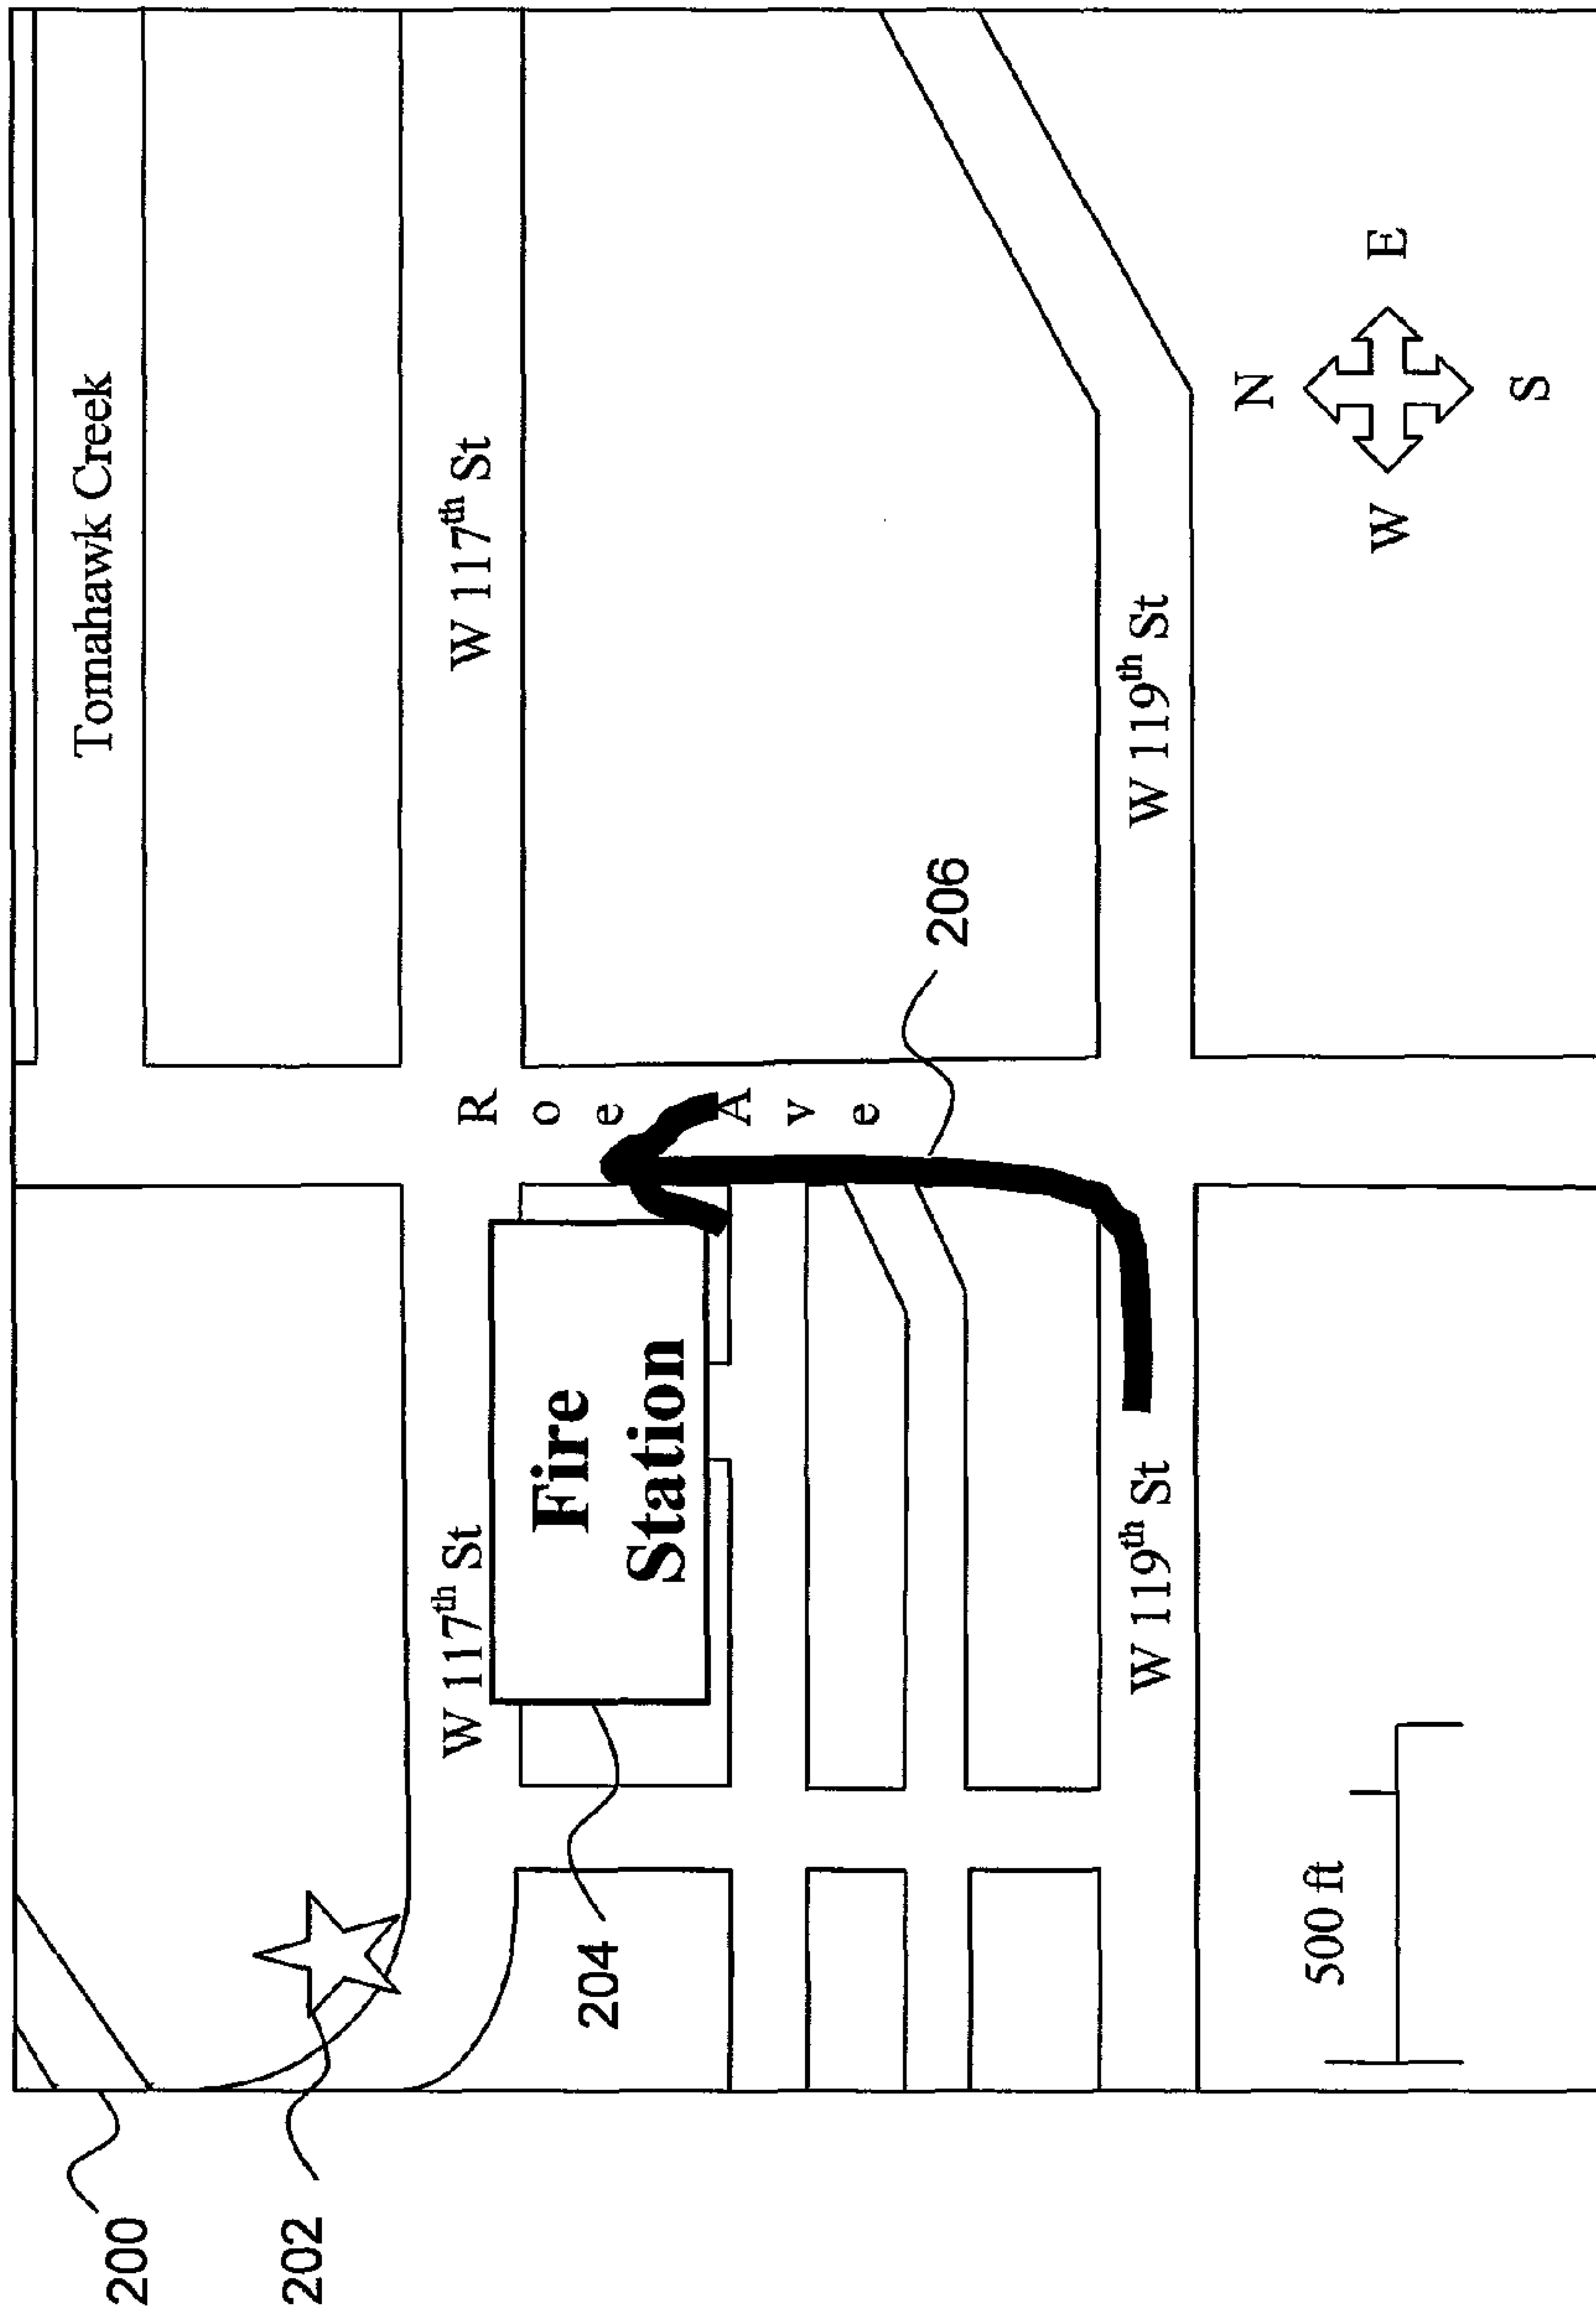 200
202
Tomahawk Creek
W 117th St
W 117th St
Fire
Station
204
R
o
e
A
v
e
206
W 119th St
W 119th St
500 ft
N
W
E
S